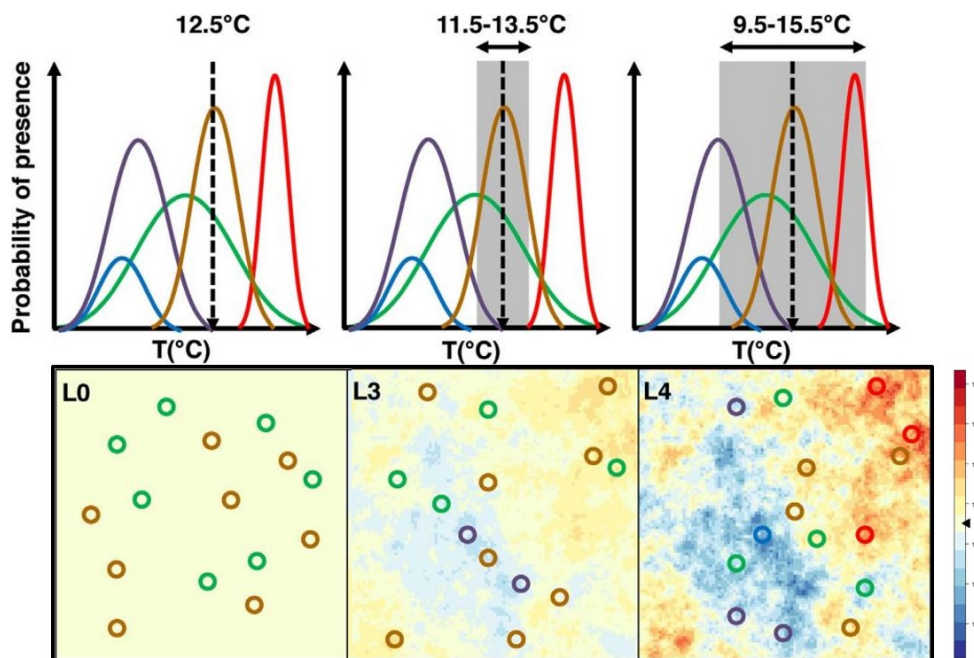 12.5°C
11.5-13.5°C
9.5-15.5°C
Probability of presence
T(°C)
T(°C)
T(°C)
L0
L3
L4